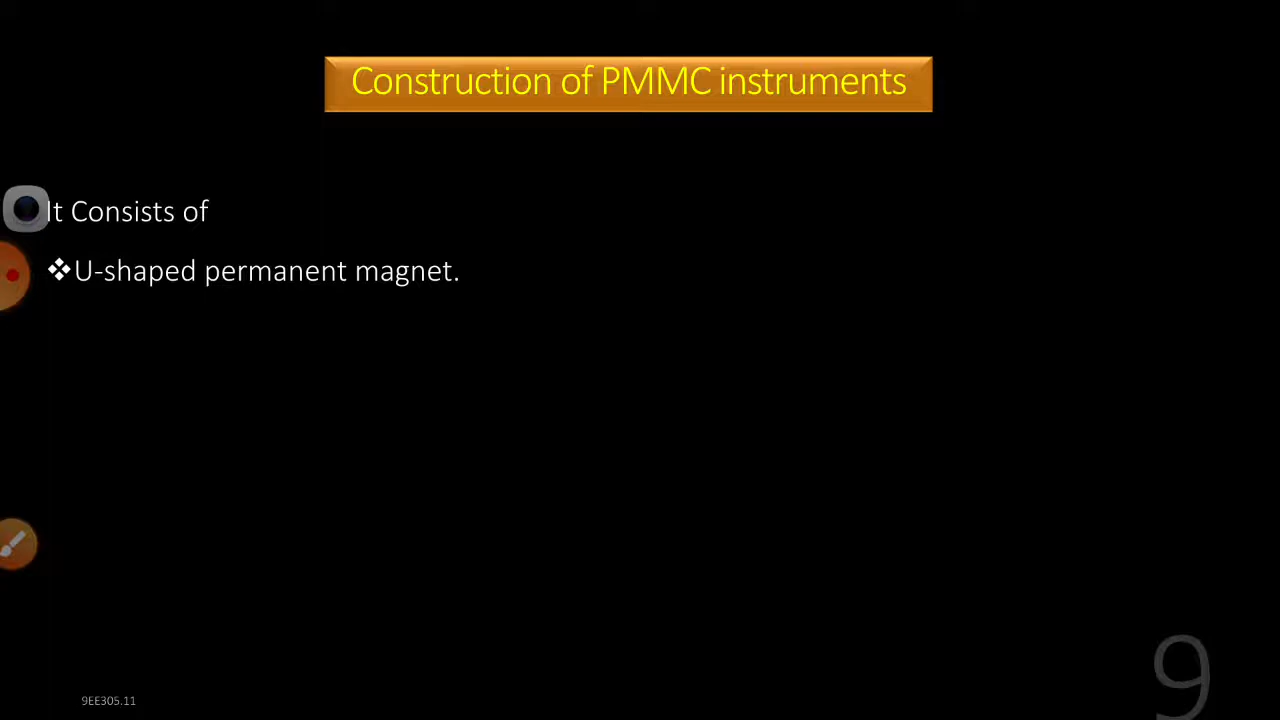 Construction of PMMC instruments
It Consists of
❖U-shaped permanent magnet.
9EE305.11
9